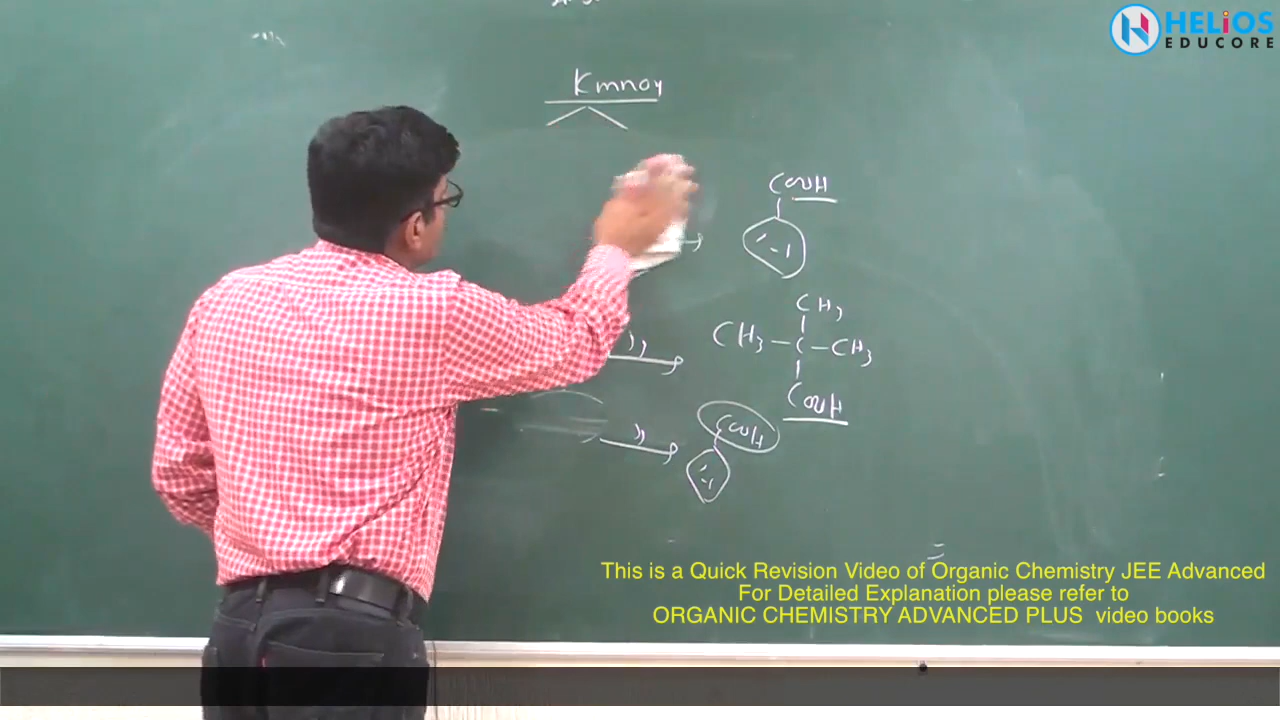 HELiOS
EDUCORE
KmnO4
COOH
CH3
CH3-C-CH3
COOH
COOH
This is a Quick Revision Video of Organic Chemistry JEE Advanced
For Detailed Explanation please refer to
ORGANIC CHEMISTRY ADVANCED PLUS video books